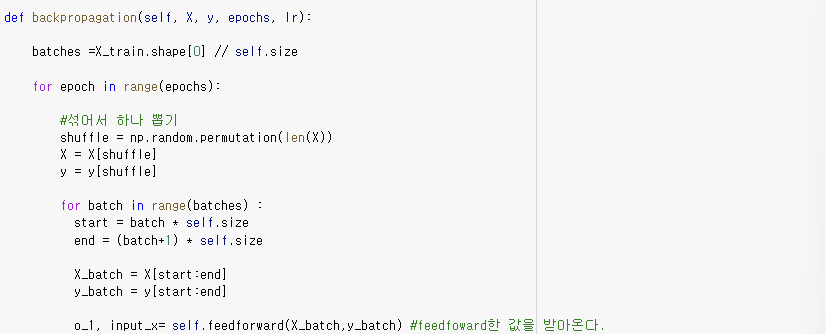 def backpropagation(self, X, y, epochs, lr):
batches =X_train.shape[0] // self.size
for epoch in range(epochs):
#섞어서 하나 뽑기
shuffle = np.random.permutation(len(X))
X = X[shuffle]
y = y[shuffle]
for batch in range(batches) :
start = batch * self.size
end = (batch+1) * self.size
X_batch = X[start:end]
y_batch = y[start:end]
o_1, input_x= self.feedforward(X_batch,y_batch) #feedfoward한 값을 받아온다.